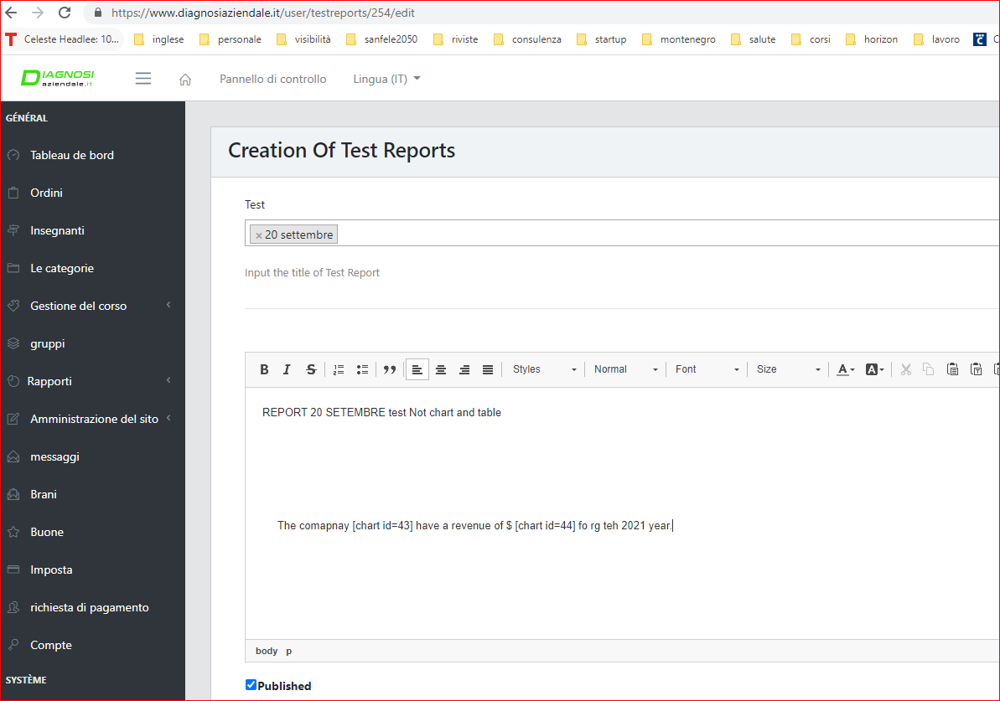 https://www.diagnosiaziendale.it/user/testreports/254/edit
Celeste Headlee: 10... inglese personale visibilità sanfele2050 riviste consulenza startup montenegro salute corsi horizon lavoro
DIAGNOSI
aziendale.it
Pannello di controllo Lingua (IT)
GÉNÉRAL
Tableau de bord
Ordini
Insegnanti
Le categorie
Gestione del corso
gruppi
Rapporti
Amministrazione del sito
messaggi
Brani
Buone
Imposta
richiesta di pagamento
Compte
SYSTÈME
Creation Of Test Reports
Test
× 20 settembre
Input the title of Test Report
B I S Styles Normal Font Size A A
REPORT 20 SETEMBRE test Not chart and table
The comapnay [chart id=43] have a revenue of $ [chart id=44] fo rg teh 2021 year.
body p
Published